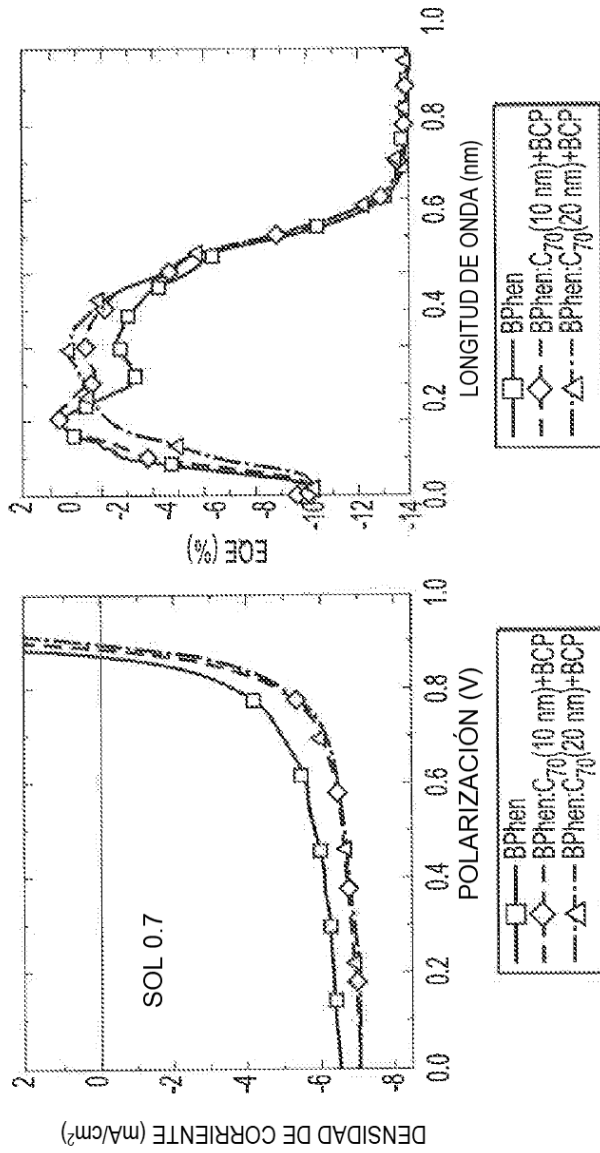 DENSIDAD DE CORRIENTE (mA/cm²)
2
0
-2
-4
-6
-8
SOL 0.7
0.0
0.2
0.4
0.6
0.8
1.0
POLARIZACIÓN (V)
BPhen
BPhen:C70(10 nm)+BCP
BPhen:C70(20 nm)+BCP
EQE (%)
2
0
-2
-4
-6
-8
-10
-12
-14
0.0
0.2
0.4
0.6
0.8
1.0
LONGITUD DE ONDA (nm)
BPhen
BPhen:C70(10 nm)+BCP
BPhen:C70(20 nm)+BCP